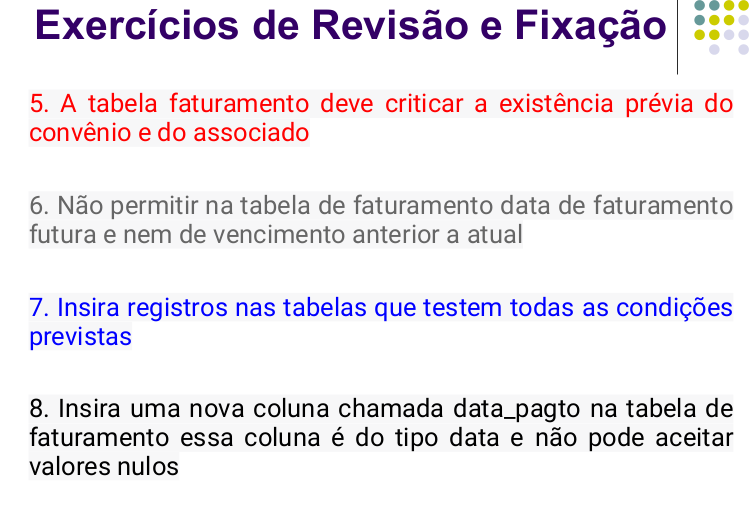 Exercícios de Revisão e Fixação
5. A tabela faturamento deve criticar a existência prévia do
convênio e do associado
6. Não permitir na tabela de faturamento data de faturamento
futura e nem de vencimento anterior a atual
7. Insira registros nas tabelas que testem todas as condições
previstas
8. Insira uma nova coluna chamada data_pagto na tabela de
faturamento essa coluna é do tipo data e não pode aceitar
valores nulos